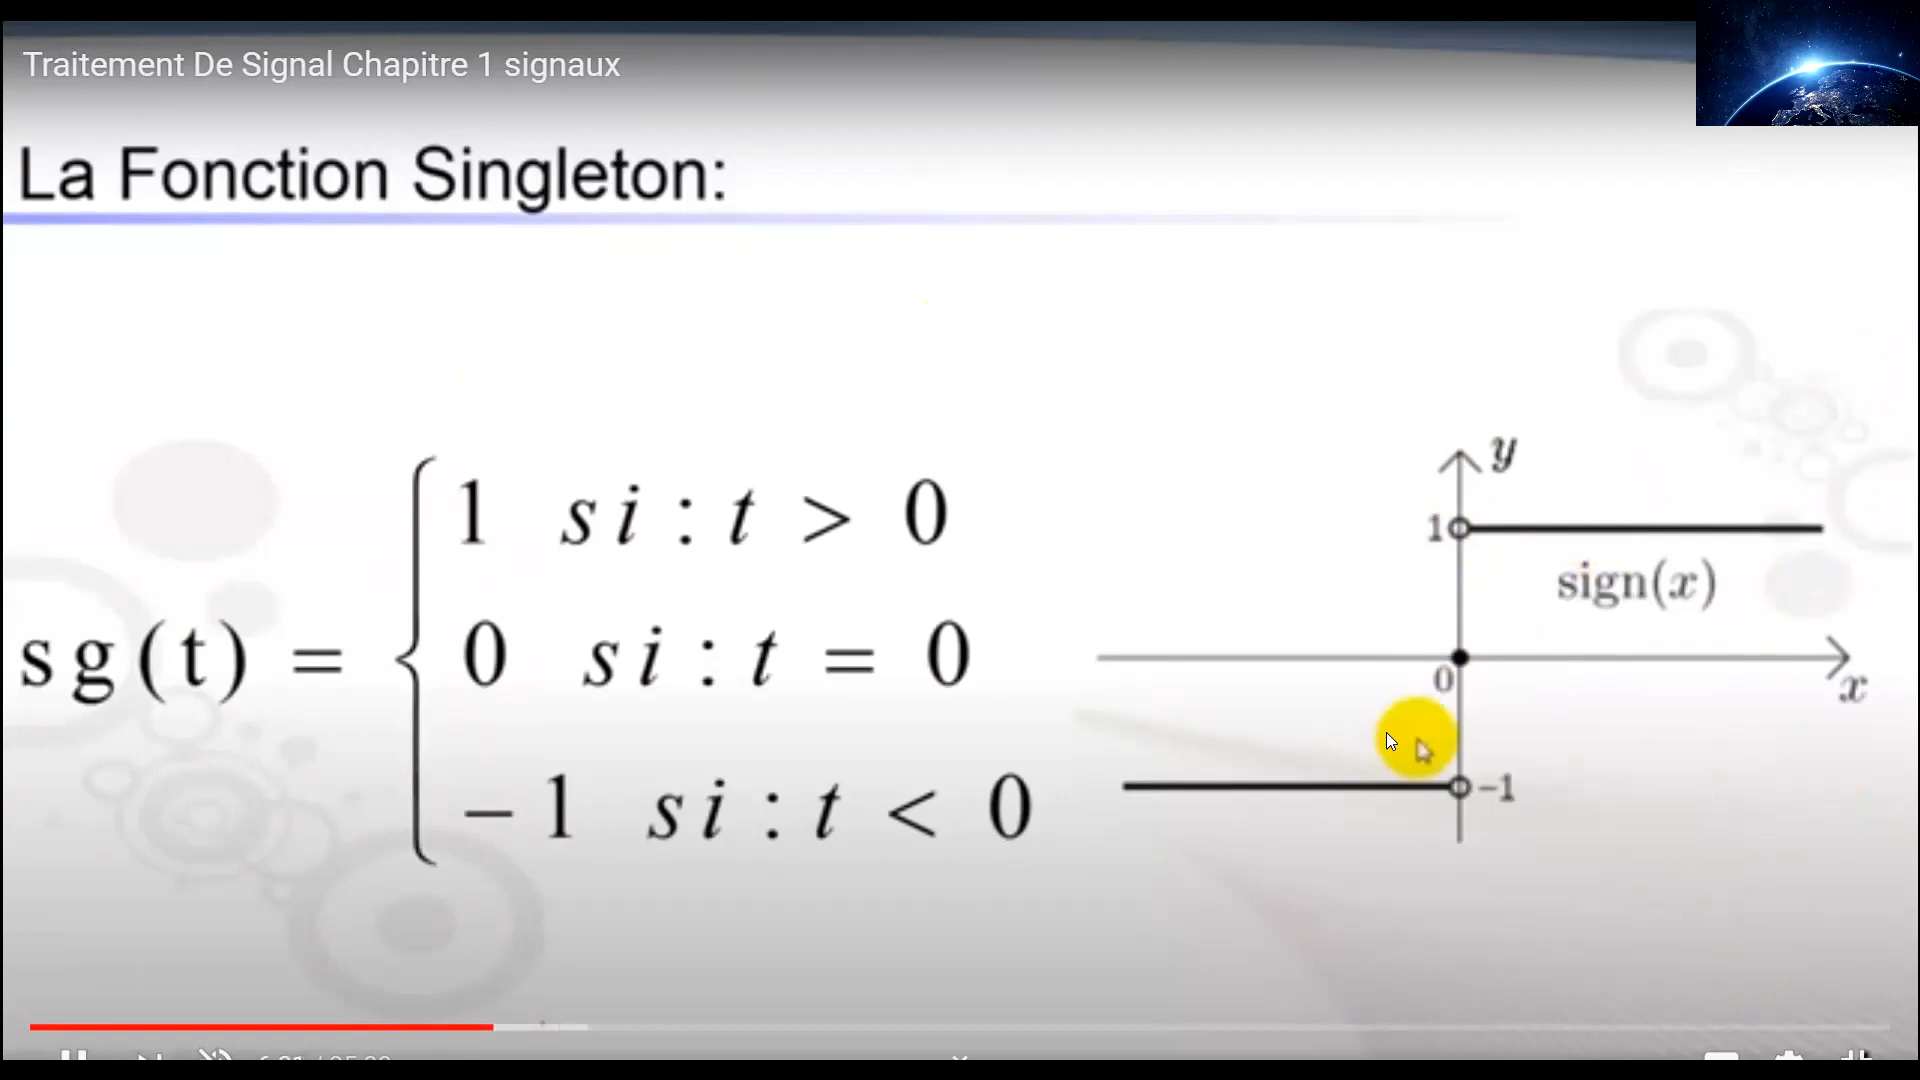 Traitement De Signal Chapitre 1 signaux
La Fonction Singleton:
sg(t) = { 1 si : t > 0
0 si : t = 0
– 1 si : t < 0
y
1
sign(x)
0
x
–1